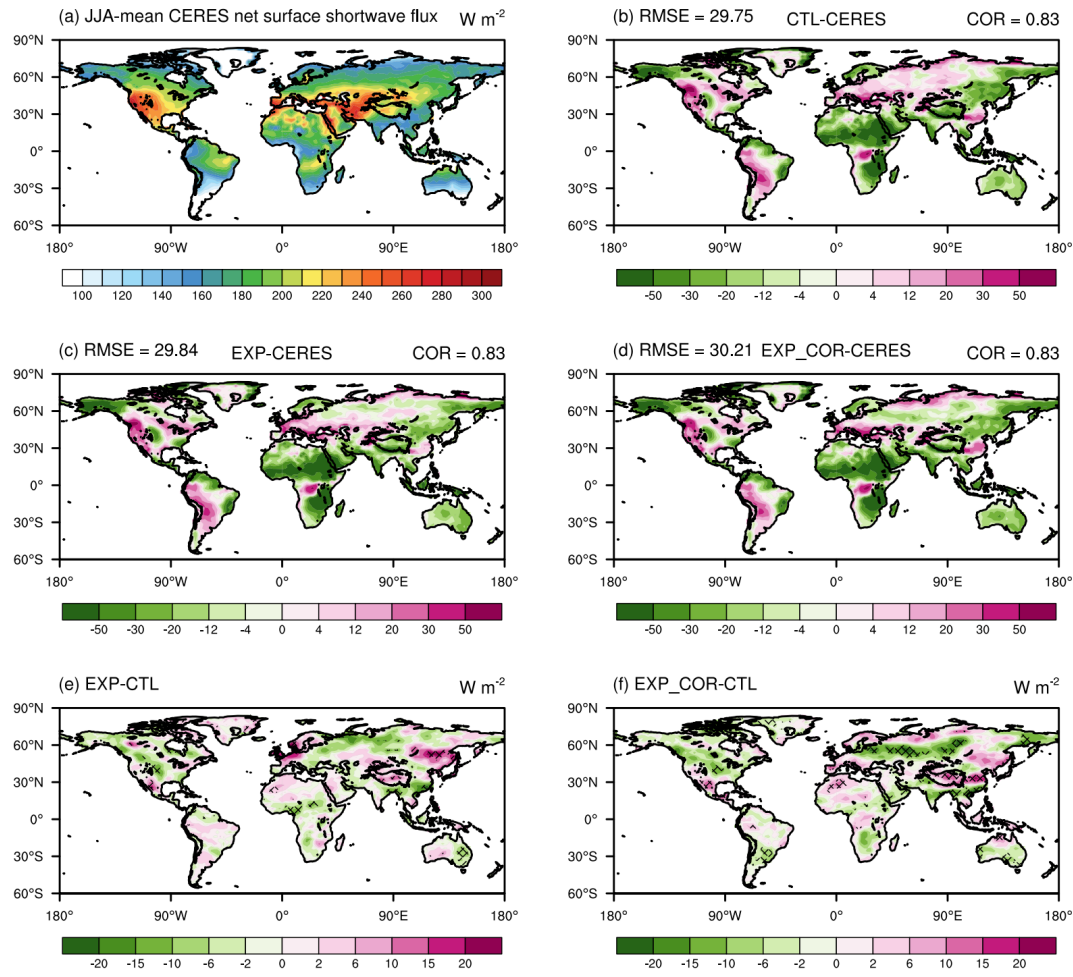 (a) JJA-mean CERES net surface shortwave flux W m-2
90°N
60°N
30°N
0°
30°S
60°S
180° 90°W 0° 90°E 180°
100 120 140 160 180 200 220 240 260 280 300
(b) RMSE = 29.75 CTL-CERES COR = 0.83
90°N
60°N
30°N
0°
30°S
60°S
180° 90°W 0° 90°E 180°
-50 -30 -20 -12 -4 0 4 12 20 30 50
(c) RMSE = 29.84 EXP-CERES COR = 0.83
90°N
60°N
30°N
0°
30°S
60°S
180° 90°W 0° 90°E 180°
-50 -30 -20 -12 -4 0 4 12 20 30 50
(d) RMSE = 30.21 EXP_COR-CERES COR = 0.83
90°N
60°N
30°N
0°
30°S
60°S
180° 90°W 0° 90°E 180°
-50 -30 -20 -12 -4 0 4 12 20 30 50
(e) EXP-CTL W m-2
90°N
60°N
30°N
0°
30°S
60°S
180° 90°W 0° 90°E 180°
-20 -15 -10 -6 -2 0 2 6 10 15 20
(f) EXP_COR-CTL W m-2
90°N
60°N
30°N
0°
30°S
60°S
180° 90°W 0° 90°E 180°
-20 -15 -10 -6 -2 0 2 6 10 15 20